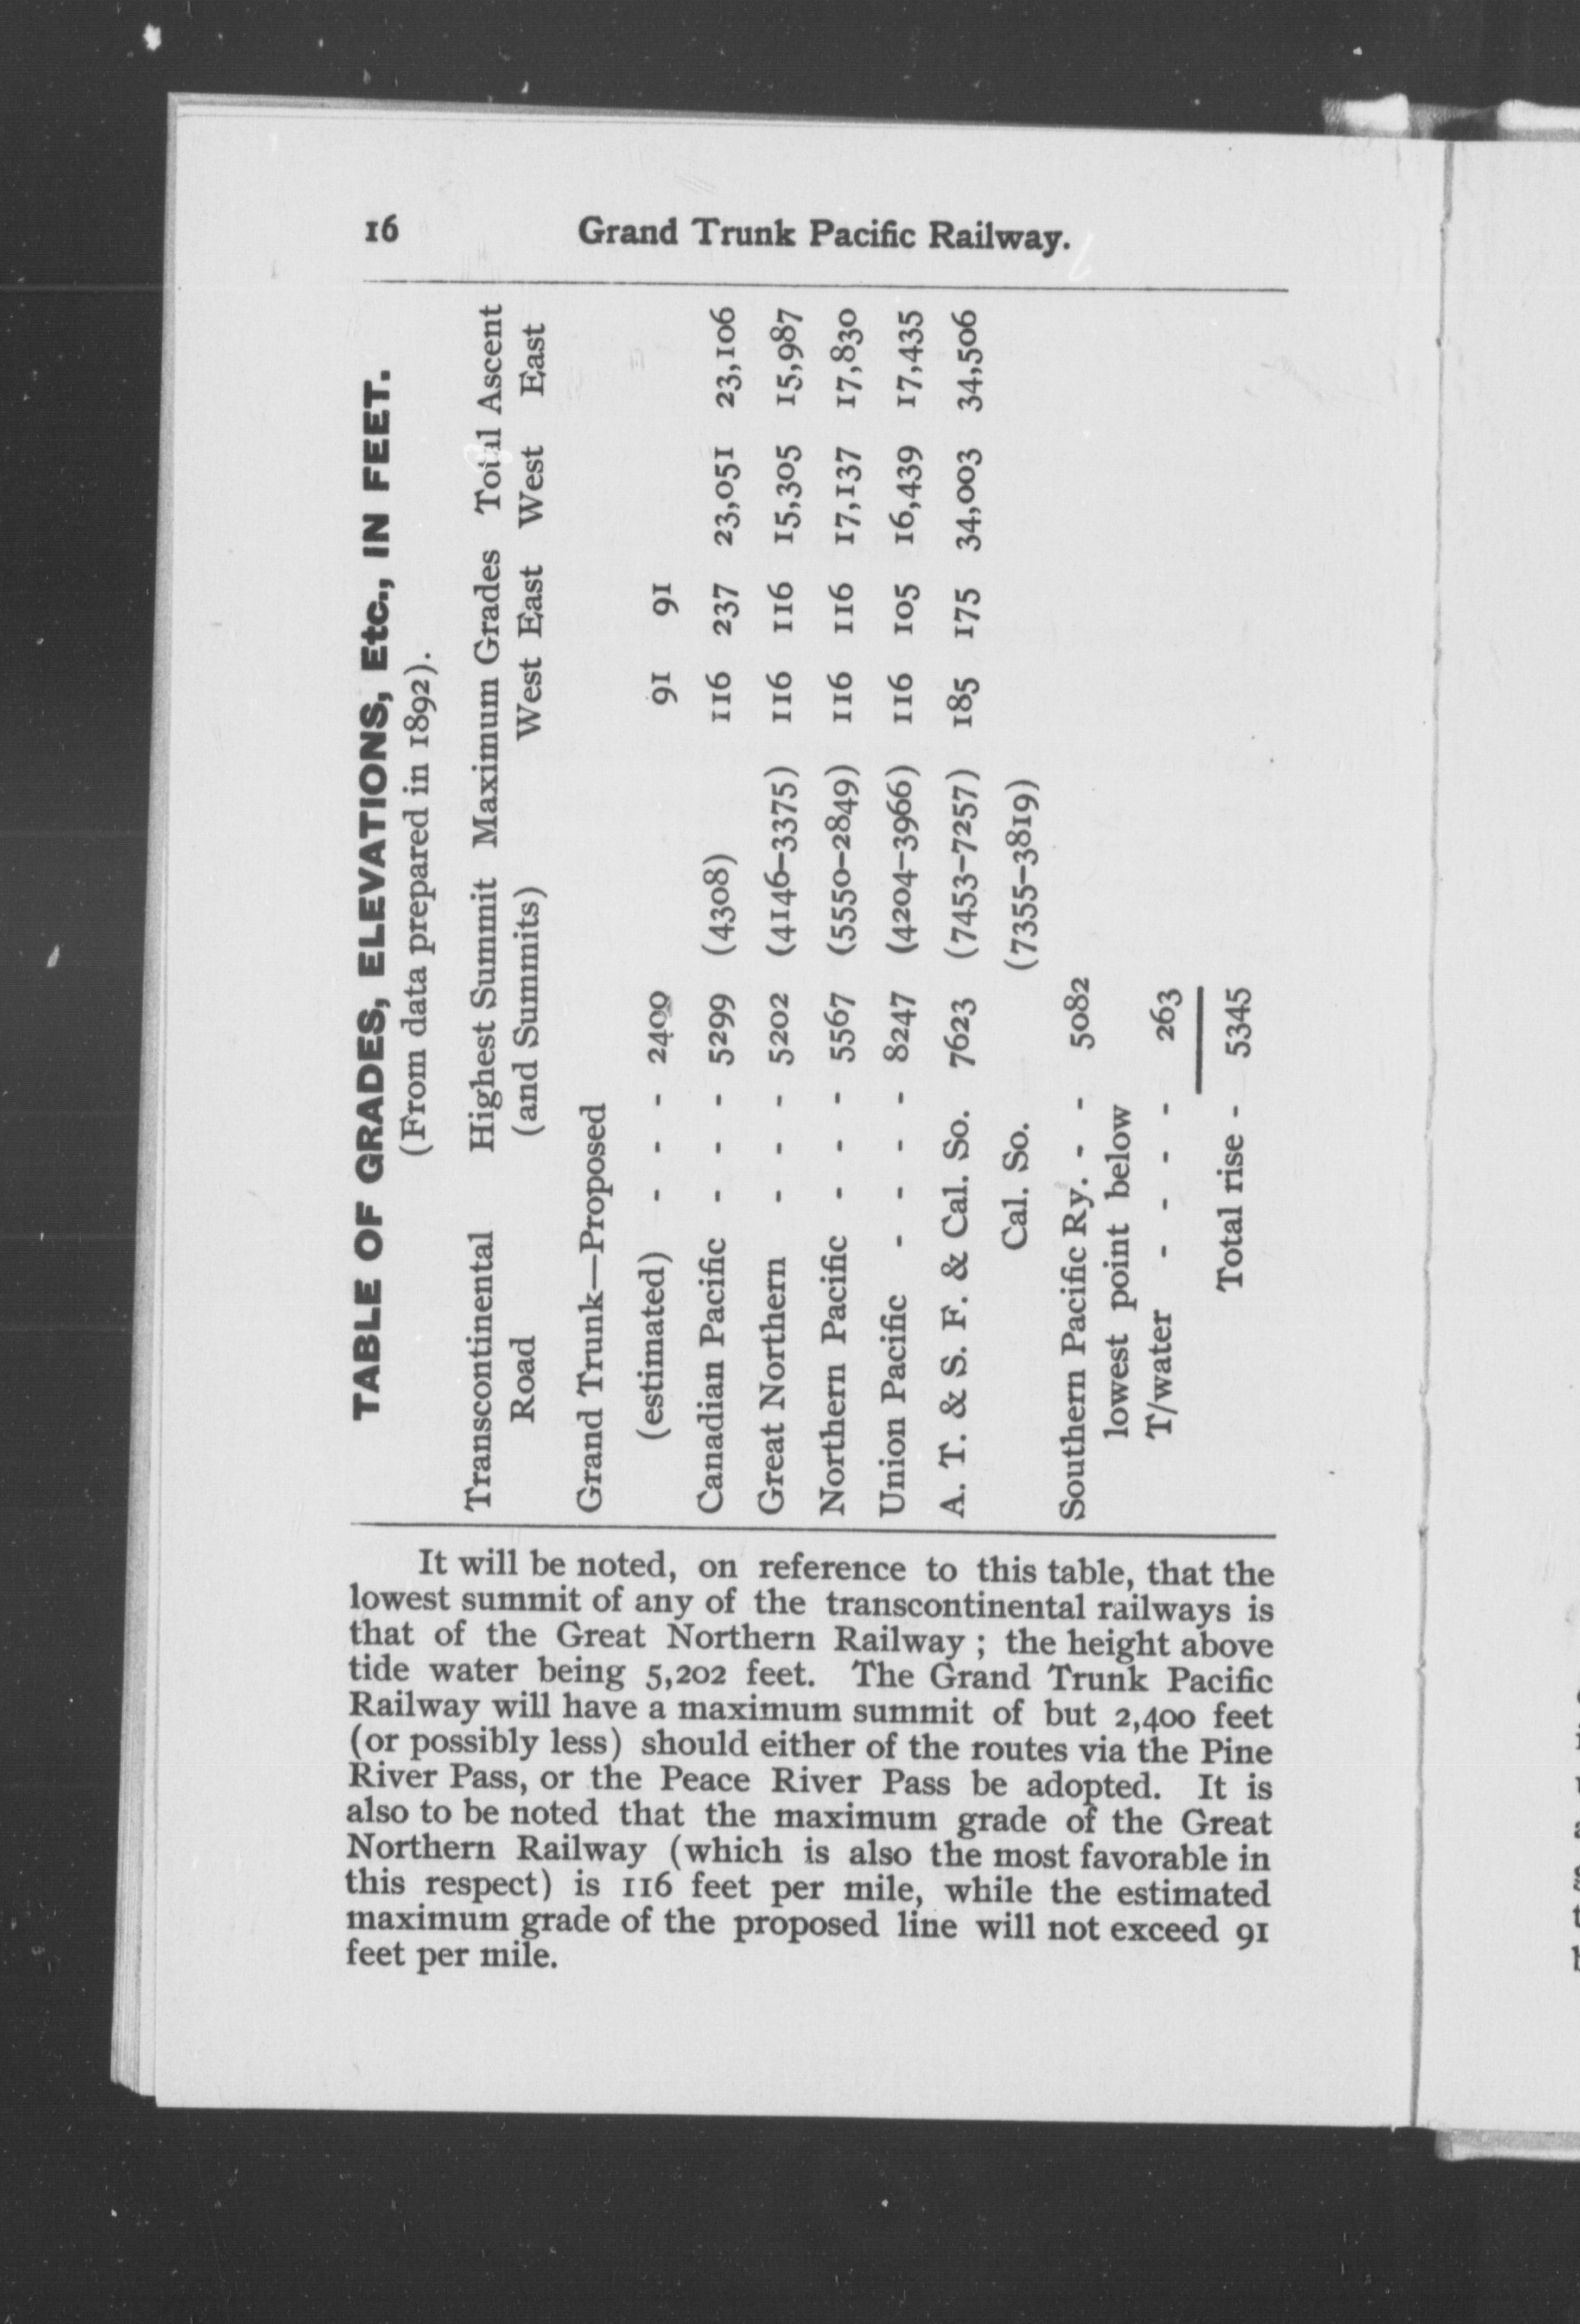 16 Grand Trunk Pacific Railway.
TABLE OF GRADES, ELEVATIONS, Etc., IN FEET.
(From data prepared in 1892).
Transcontinental Highest Summit Maximum Grades Total Ascent
Road (and Summits) West East West East
Grand Trunk—Proposed
(estimated) - - - 2400 91 91
Canadian Pacific - - - 5299 (4308) 116 237 23,051 23,106
Great Northern - - - 5202 (4146-3375) 116 116 15,305 15,987
Northern Pacific - - - 5567 (5550-2849) 116 116 17,137 17,830
Union Pacific - - - - 8247 (4204-3966) 116 105 16,439 17,435
A. T. & S. F. & Cal. So. 7623 (7453-7257) 185 175 34,003 34,506
Cal. So. (7355-3819)
Southern Pacific Ry. - - 5082
lowest point below
T/water - - - - 263
Total rise - 5345
It will be noted, on reference to this table, that the
lowest summit of any of the transcontinental railways is
that of the Great Northern Railway ; the height above
tide water being 5,202 feet. The Grand Trunk Pacific
Railway will have a maximum summit of but 2,400 feet
(or possibly less) should either of the routes via the Pine
River Pass, or the Peace River Pass be adopted. It is
also to be noted that the maximum grade of the Great
Northern Railway (which is also the most favorable in
this respect) is 116 feet per mile, while the estimated
maximum grade of the proposed line will not exceed 91
feet per mile.